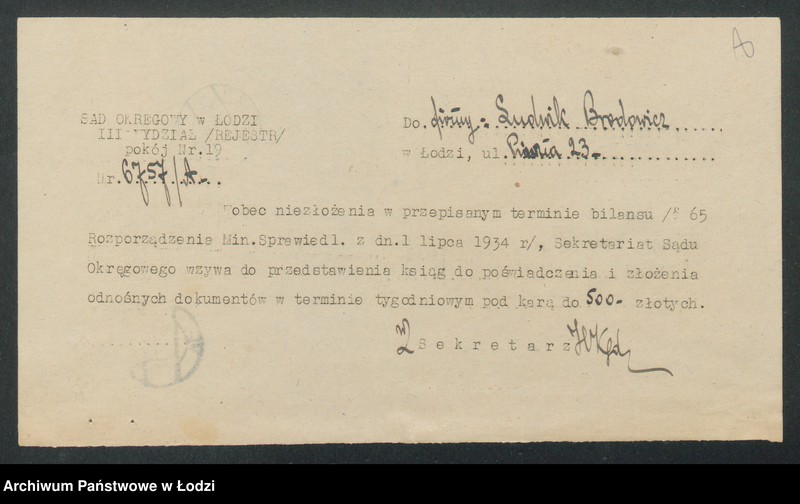 SĄD OKRĘGOWY w ŁODZI
III WYDZIAŁ /REJESTR/
pokój Nr.19
Nr. 6757/A.
Do. firmy: Ludwik Brodowicz
w Łodzi, ul. 23
Wobec niezłożenia w przepisanym terminie bilansu /§ 65
Rozporządzenie Min.Sprawiedl. z dn.1 lipca 1934 r/, Sekretariat Sądu
Okręgowego wzywa do przedstawienia ksiąg do poświadczenia i złożenia
odnośnych dokumentów w terminie tygodniowym pod karą do 500- złotych.
Sekretarz
Archiwum Państwowe w Łodzi